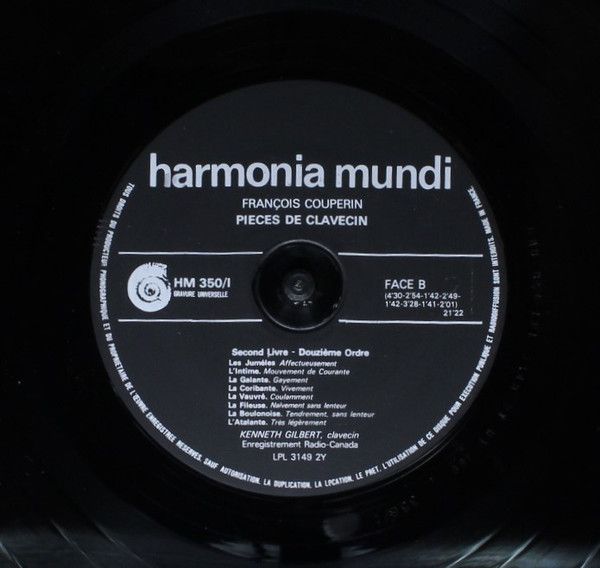 harmonia mundi
FRANÇOIS COUPERIN
PIECES DE CLAVECIN
HM 350/1
GRAVURE UNIVERSELLE
FACE B
(4'30-2'54-1'42-2'49-
1'42-3'28-1'41-2'01)
21'22
Second Livre - Douzième Ordre
Les Juméles Affectueusement
L'Intime. Mouvement de Courante
La Galante. Gayement
La Coribante. Vivement
La Vauvré. Coulamment
La Fileuse. Naivement sans lenteur
La Boulonoise. Tendrement, sans lenteur
L'Atalante. Très légèrement
KENNETH GILBERT, clavecin
Enregistrement Radio-Canada
LPL 3149 2Y
TOUS DROITS DU PRODUCTEUR PHONOGRAPHIQUE ET DU PROPRIETAIRE DE L'ŒUVRE ENREGISTREE RESERVES. SAUF AUTORISATION. LA DUPLICATION, LA LOCATION, LE PRET, L'UTILISATION DE CE DISQUE POUR EXECUTION PUBLIQUE ET RADIODIFFUSION SONT INTERDITS. MADE IN FRANCE.